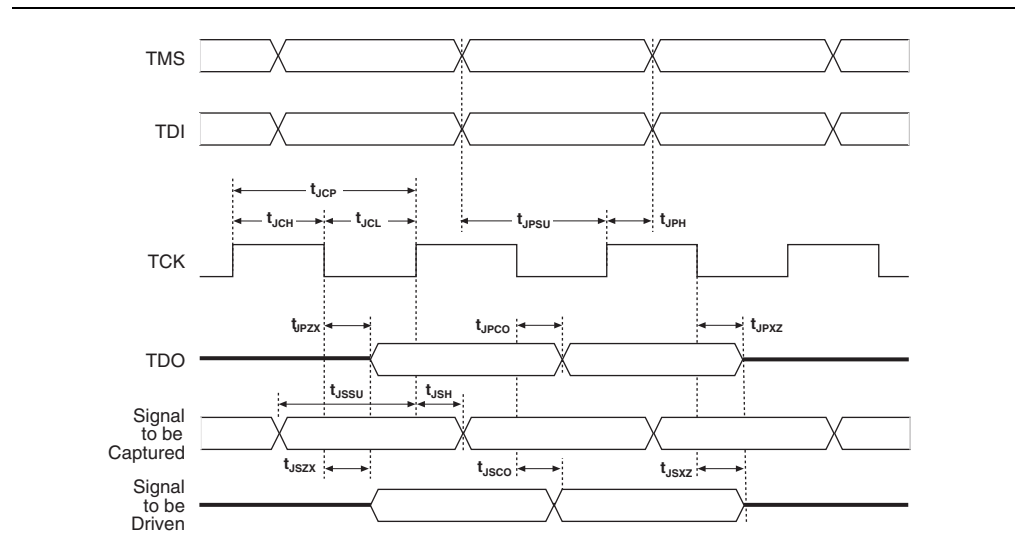 TMS
TDI
tJCP
tJCH tJCL tJPSU tJPH
TCK
tJPZX tJPCO tJPXZ
TDO
tJSSU tJSH
Signal
to be
Captured
tJSZX tJSCO tJSXZ
Signal
to be
Driven